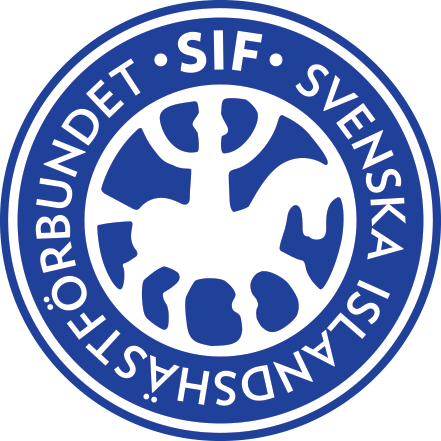 • SIF •
SVENSKA ISLANDSHÄSTFÖRBUNDET